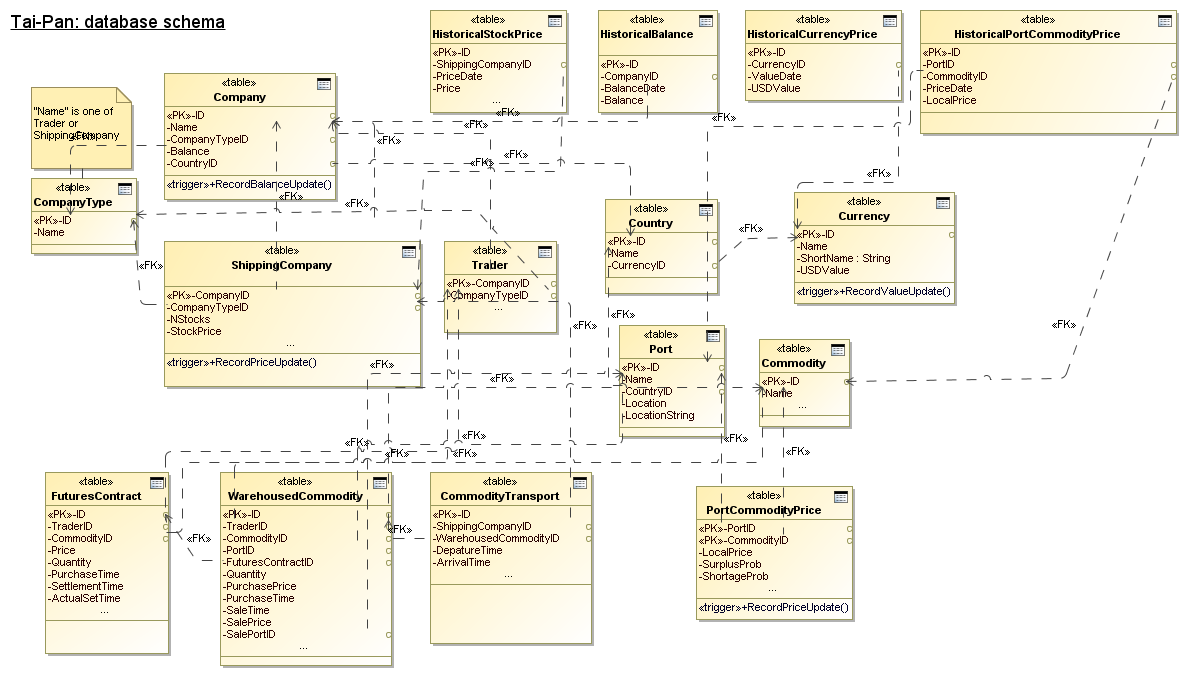 Tai-Pan: database schema
«table»
HistoricalStockPrice
«PK»-ID
-ShippingCompanyID
-PriceDate
-Price
...
«table»
HistoricalBalance
«PK»-ID
-CompanyID
-BalanceDate
-Balance
«table»
HistoricalCurrencyPrice
«PK»-ID
-CurrencyID
-ValueDate
-USDValue
«table»
HistoricalPortCommodityPrice
«PK»-ID
-PortID
-CommodityID
-PriceDate
-LocalPrice
"Name" is one of
Trader or
ShippingCompany
«FK»
«table»
Company
«PK»-ID
-Name
-CompanyTypeID
-Balance
-CountryID
«trigger»+RecordBalanceUpdate()
«FK»
«FK»
«FK»
«FK»
«FK»
«FK»
«FK»
«FK»
«table»
CompanyType
«PK»-ID
-Name
«FK»
«FK»
«table»
Country
«PK»-ID
-Name
-CurrencyID
«FK»
«table»
Currency
«PK»-ID
-Name
-ShortName : String
-USDValue
«trigger»+RecordValueUpdate()
«FK»
«table»
ShippingCompany
«PK»-CompanyID
-CompanyTypeID
-NStocks
-StockPrice
...
«trigger»+RecordPriceUpdate()
«table»
Trader
«PK»-CompanyID
-CompanyTypeID
...
«FK»
«FK»
«FK»
«table»
Port
«PK»-ID
-Name
-CountryID
-Location
-LocationString
«table»
Commodity
«PK»-ID
-Name
...
«FK»
«FK»
«FK»
«FK»
«FK»
«FK»
«FK»
«FK»
«table»
FuturesContract
«PK»-ID
-TraderID
-CommodityID
-Price
-Quantity
-PurchaseTime
-SettlementTime
-ActualSetTime
...
«FK»
«table»
WarehousedCommodity
«PK»-ID
-TraderID
-CommodityID
-PortID
-FuturesContractID
-Quantity
-PurchasePrice
-PurchaseTime
-SaleTime
-SalePrice
-SalePortID
...
«FK»
«table»
CommodityTransport
«PK»-ID
-ShippingCompanyID
-WarehousedCommodityID
-DepatureTime
-ArrivalTime
...
«table»
PortCommodityPrice
«PK»-PortID
«PK»-CommodityID
-LocalPrice
-SurplusProb
-ShortageProb
...
«trigger»+RecordPriceUpdate()